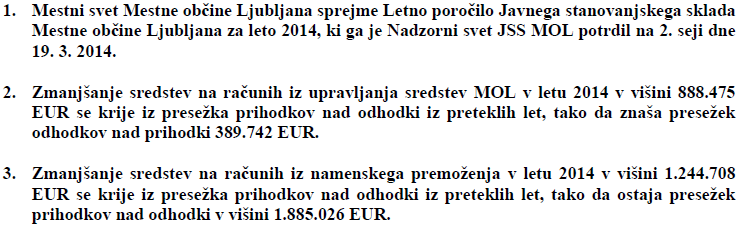 1. Mestni svet Mestne občine Ljubljana sprejme Letno poročilo Javnega stanovanjskega sklada
Mestne občine Ljubljana za leto 2014, ki ga je Nadzorni svet JSS MOL potrdil na 2. seji dne
19. 3. 2014.
2. Zmanjšanje sredstev na računih iz upravljanja sredstev MOL v letu 2014 v višini 888.475
EUR se krije iz presežka prihodkov nad odhodki iz preteklih let, tako da znaša presežek
odhodkov nad prihodki 389.742 EUR.
3. Zmanjšanje sredstev na računih iz namenskega premoženja v letu 2014 v višini 1.244.708
EUR se krije iz presežka prihodkov nad odhodki iz preteklih let, tako da ostaja presežek
prihodkov nad odhodki v višini 1.885.026 EUR.